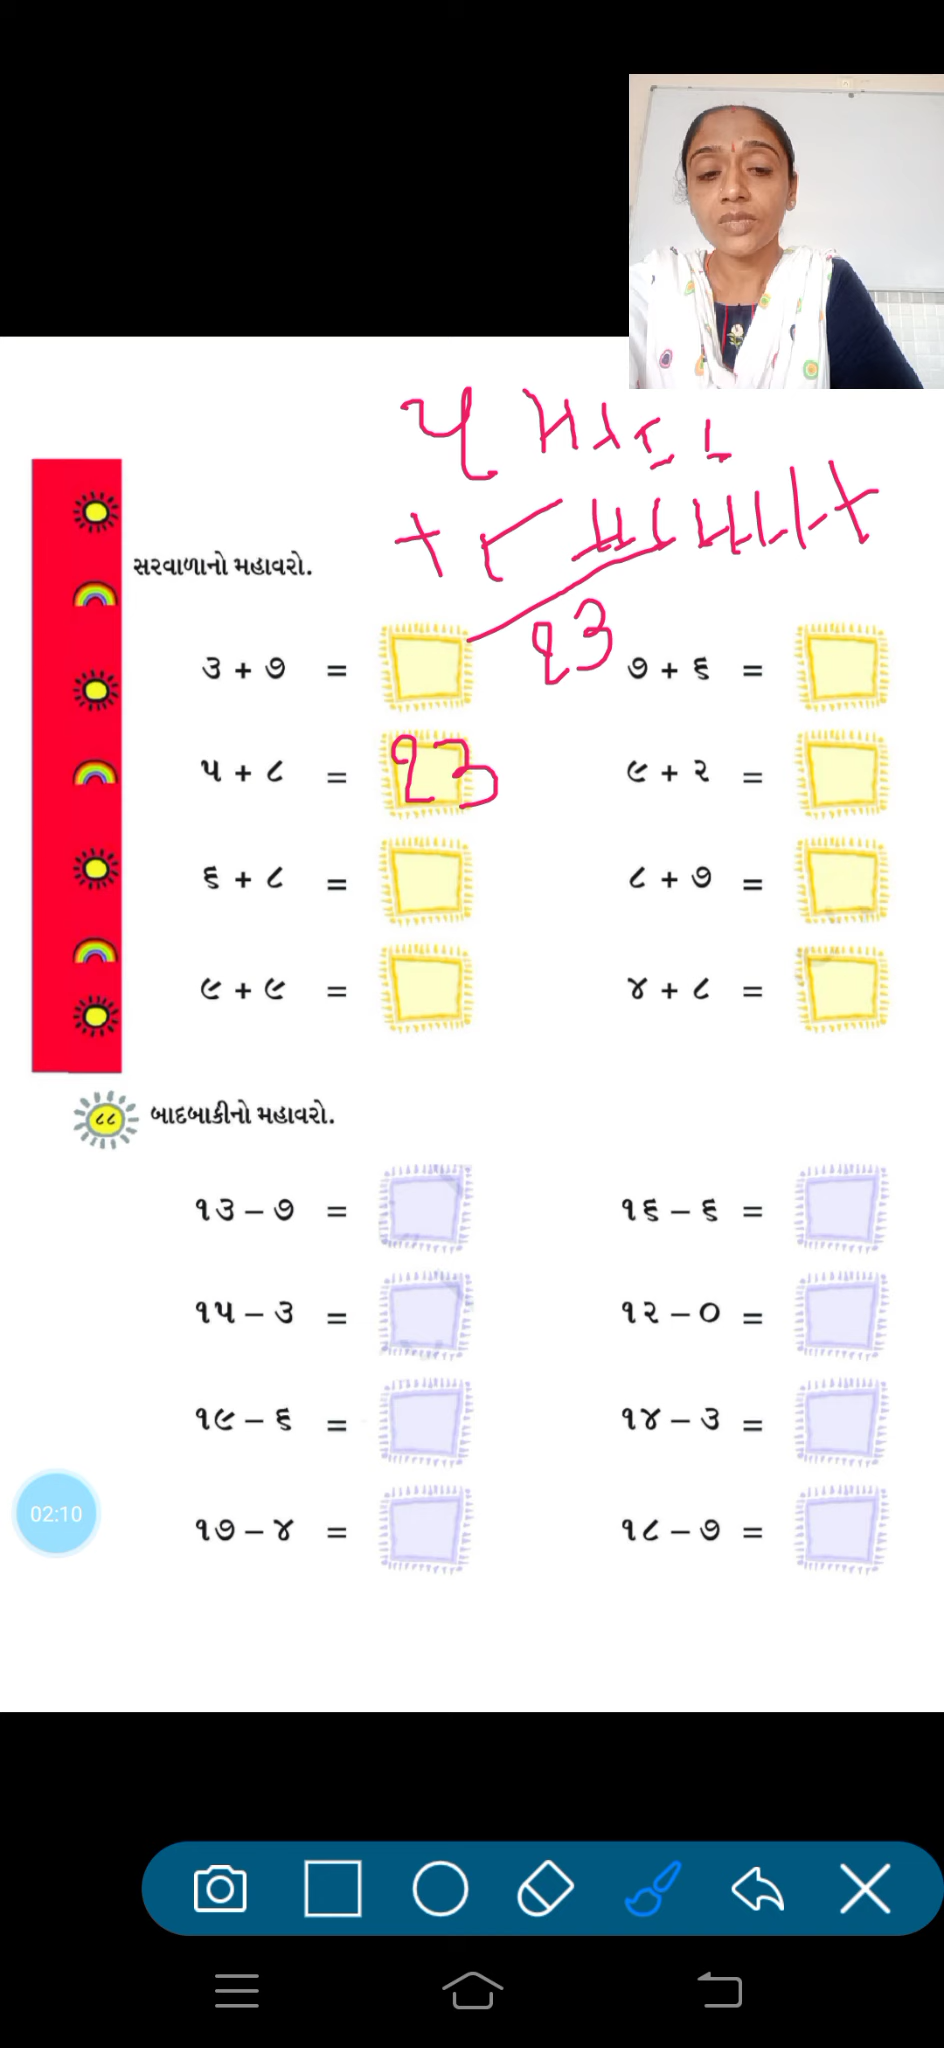 ૫
+ ૮
૧૩
સરવાળાનો મહાવરો.
૩ + ૭ = ૭ + ૬ =
૫ + ૮ = ૧૩ ૯ + ૨ =
૬ + ૮ = ૮ + ૭ =
૯ + ૯ = ૪ + ૮ =
૮૮ બાદબાકીનો મહાવરો.
૧૩ – ૭ = ૧૬ – ૬ =
૧૫ – ૩ = ૧૨ – ૦ =
૧૯ – ૬ = ૧૪ – ૩ =
02:10
૧૭ – ૪ = ૧૮ – ૭ =